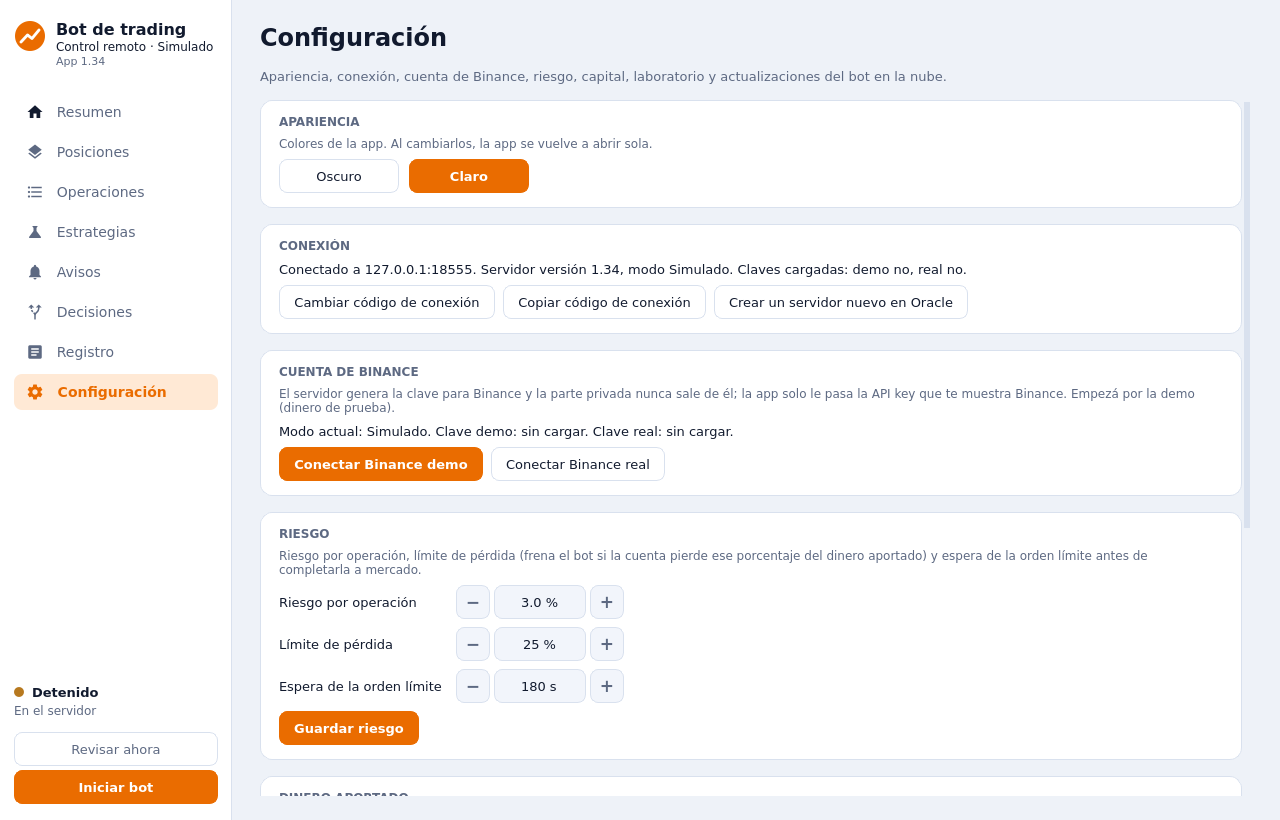 Bot de trading
Control remoto · Simulado
App 1.34
Resumen
Posiciones
Operaciones
Estrategias
Avisos
Decisiones
Registro
Configuración
Detenido
En el servidor
Revisar ahora
Iniciar bot
Configuración
Apariencia, conexión, cuenta de Binance, riesgo, capital, laboratorio y actualizaciones del bot en la nube.
APARIENCIA
Colores de la app. Al cambiarlos, la app se vuelve a abrir sola.
Oscuro
Claro
CONEXIÓN
Conectado a 127.0.0.1:18555. Servidor versión 1.34, modo Simulado. Claves cargadas: demo no, real no.
Cambiar código de conexión
Copiar código de conexión
Crear un servidor nuevo en Oracle
CUENTA DE BINANCE
El servidor genera la clave para Binance y la parte privada nunca sale de él; la app solo le pasa la API key que te muestra Binance. Empezá por la demo
(dinero de prueba).
Modo actual: Simulado. Clave demo: sin cargar. Clave real: sin cargar.
Conectar Binance demo
Conectar Binance real
RIESGO
Riesgo por operación, límite de pérdida (frena el bot si la cuenta pierde ese porcentaje del dinero aportado) y espera de la orden límite antes de
completarla a mercado.
Riesgo por operación
− 3.0 % +
Límite de pérdida
− 25 % +
Espera de la orden límite
− 180 s +
Guardar riesgo
DINERO APORTADO